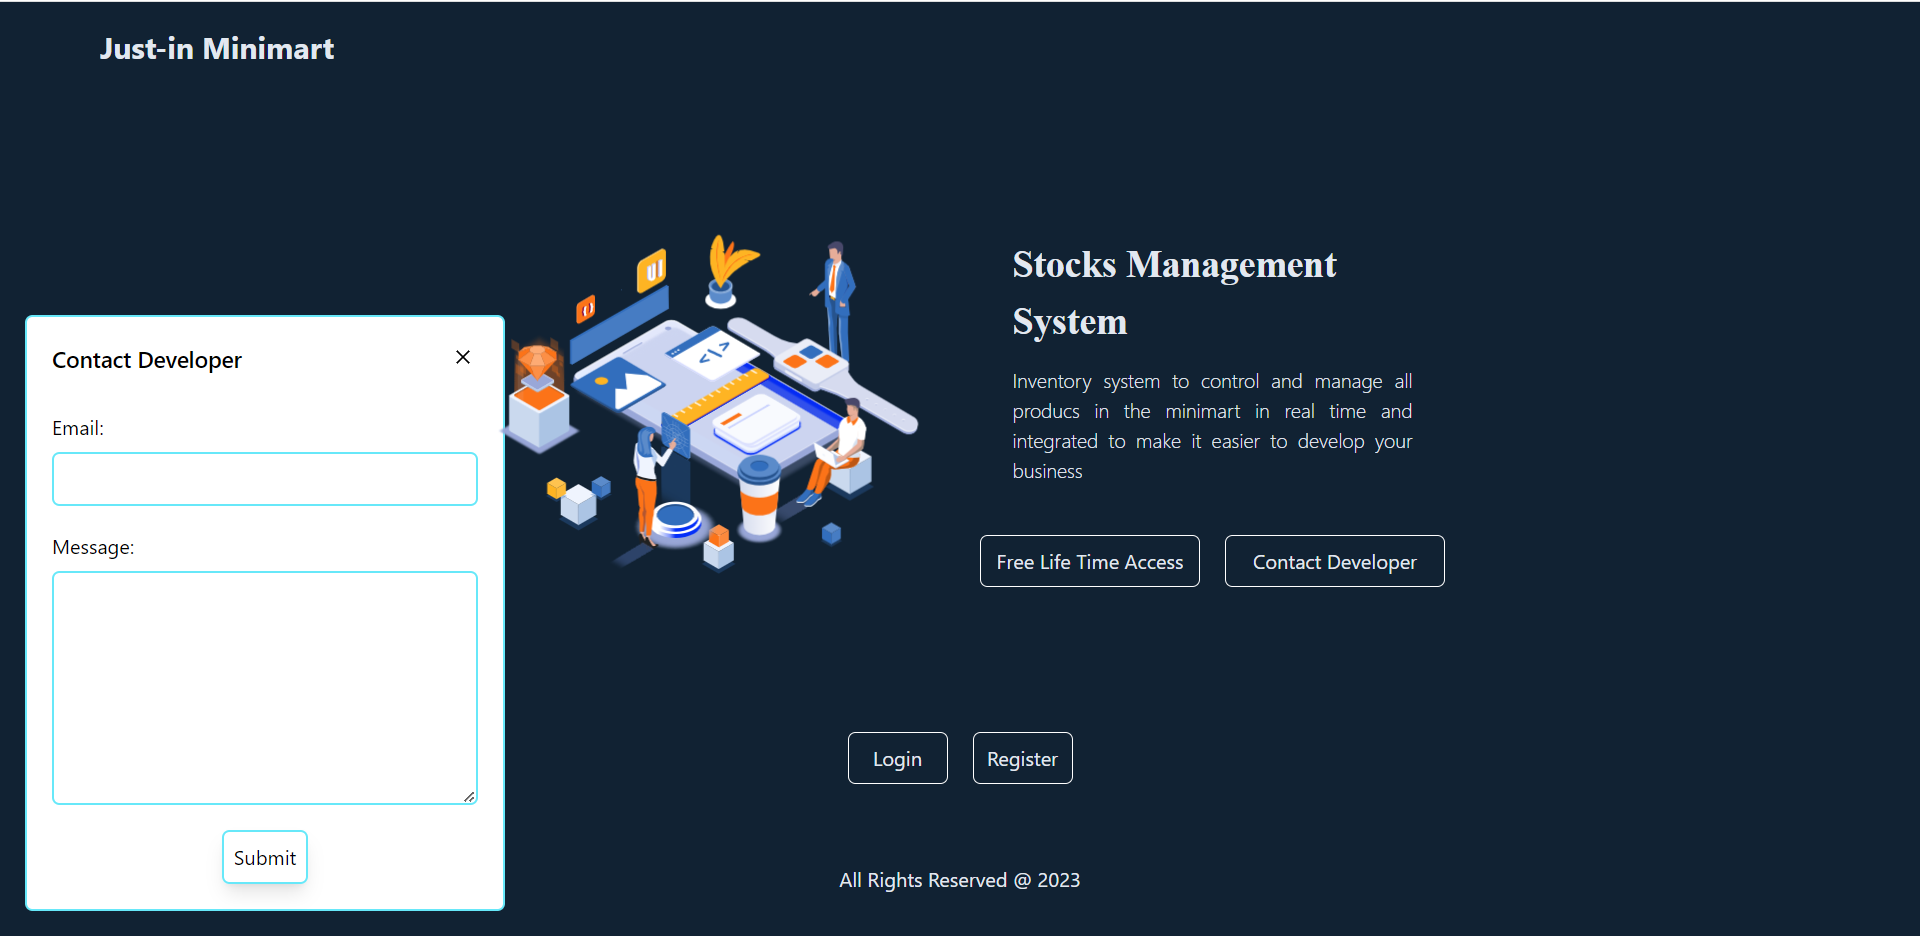 Just-in Minimart
UI
Stocks Management
System
Contact Developer
Email:
Message:
Submit
Inventory system to control and manage all
producs in the minimart in real time and
integrated to make it easier to develop your
business
Free Life Time Access
Contact Developer
Login
Register
All Rights Reserved @ 2023